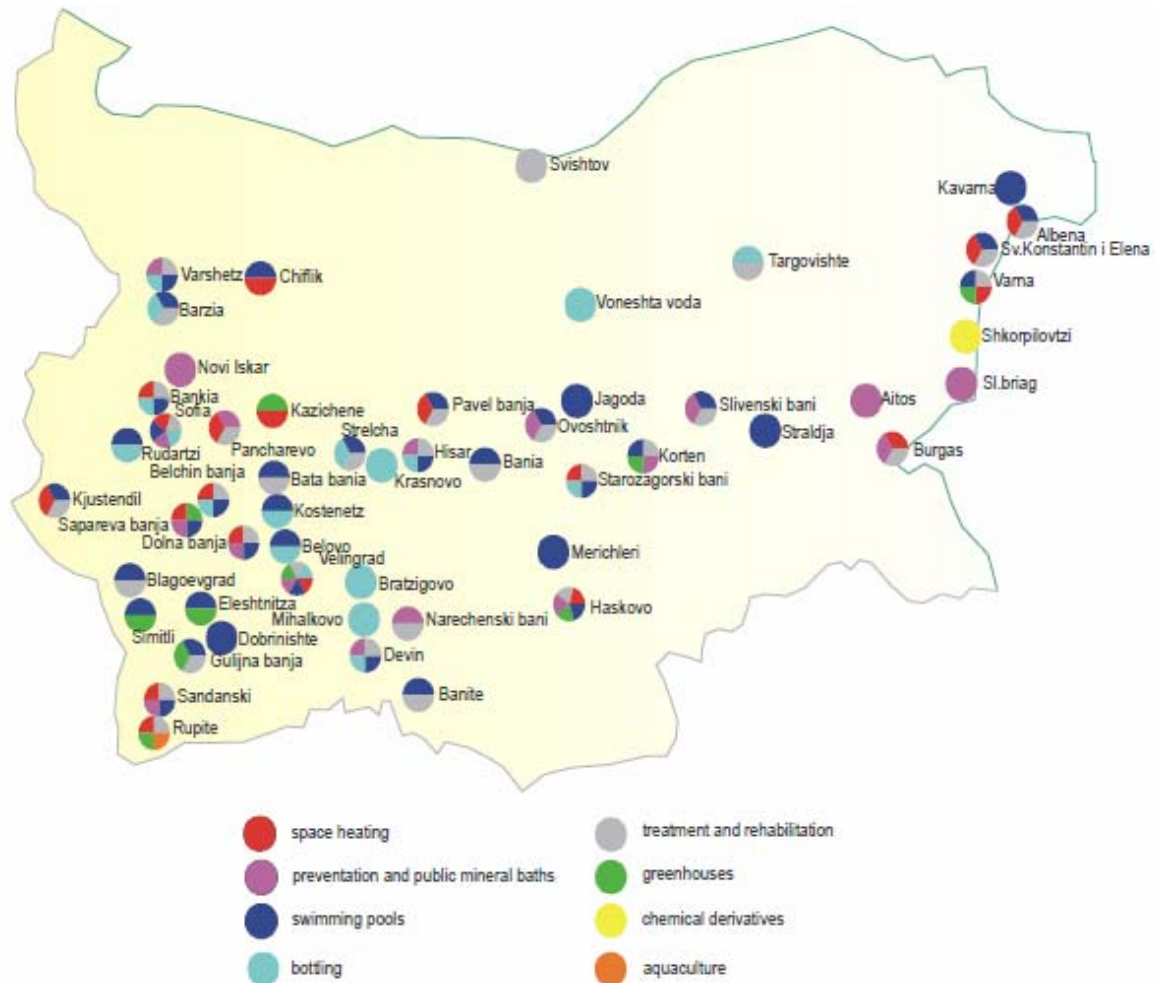 Svishtov
Kavarna
Albena
Sv.Konstantin i Elena
Targovishte
Varshetz
Chiflik
Varna
Voneshta voda
Barzia
Shkorpilovtzi
Novi Iskar
Sl.briag
Bankia
Jagoda
Aitos
Pavel banja
Slivenski bani
Sofia
Kazichene
Ovoshtnik
Straldja
Strelcha
Rudartzi
Pancharevo
Hisar
Korten
Burgas
Bania
Belchin banja
Krasnovo
Bata bania
Starozagorski bani
Kjustendil
Kostenetz
Sapareva banja
Dolna banja
Belovo
Merichleri
Velingrad
Blagoevgrad
Bratzigovo
Eleshtnitza
Haskovo
Mihalkovo
Narechenski bani
Simitli
Dobrinishte
Gulijna banja
Devin
Sandanski
Banite
Rupite
space heating
treatment and rehabilitation
preventation and public mineral baths
greenhouses
swimming pools
chemical derivatives
bottling
aquaculture